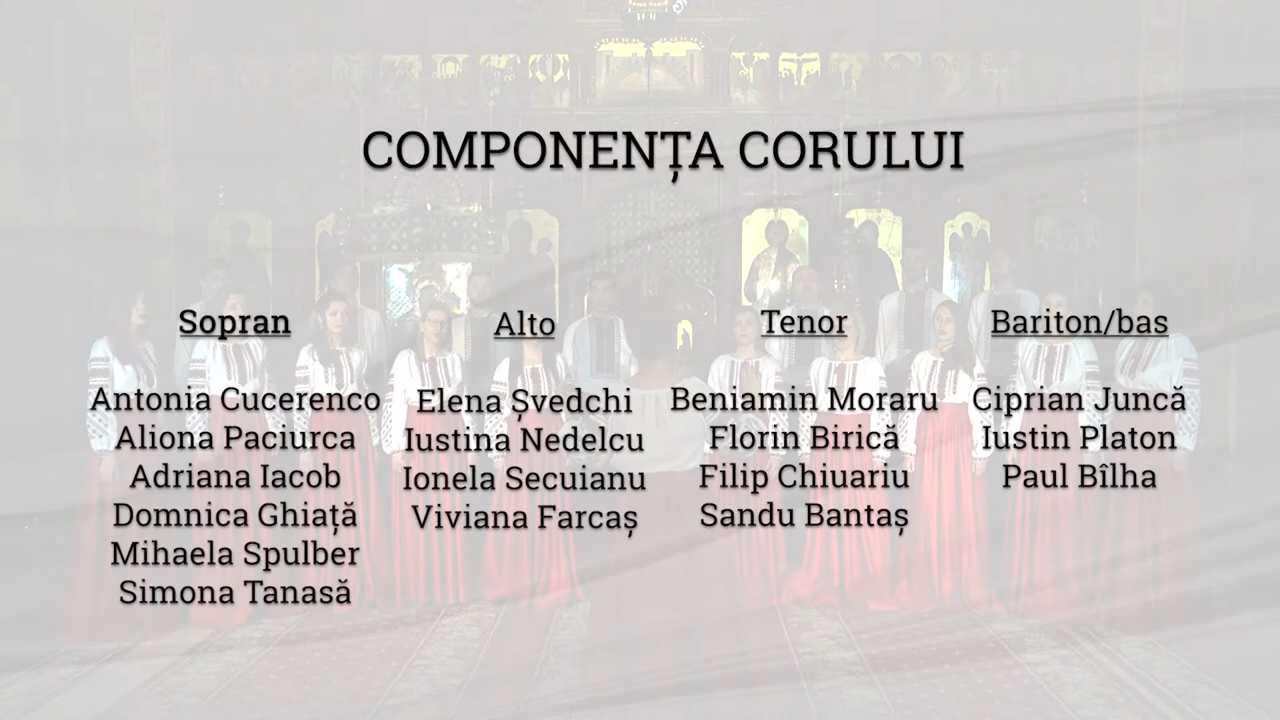 COMPONENȚA CORULUI
Sopran
Antonia Cucerenco
Aliona Paciurca
Adriana Iacob
Domnica Ghiață
Mihaela Spulber
Simona Tanasă
Alto
Elena Șvedchi
Iustina Nedelcu
Ionela Secuianu
Viviana Farcaș
Tenor
Beniamin Moraru
Florin Birică
Filip Chiuariu
Sandu Bantaș
Bariton/bas
Ciprian Juncă
Iustin Platon
Paul Bîlha